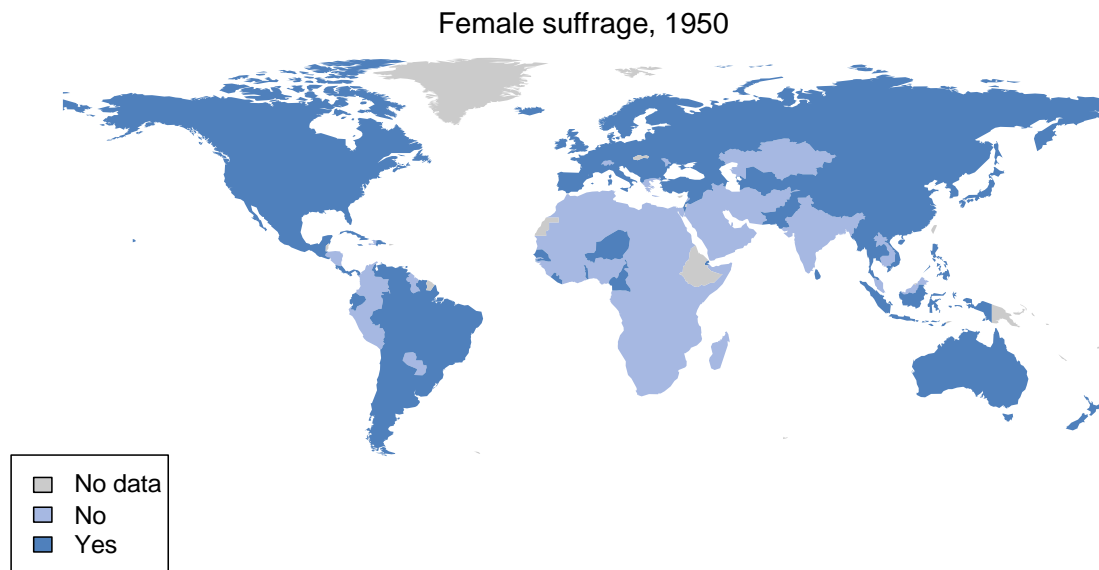 Female suffrage, 1950
No data
No
Yes